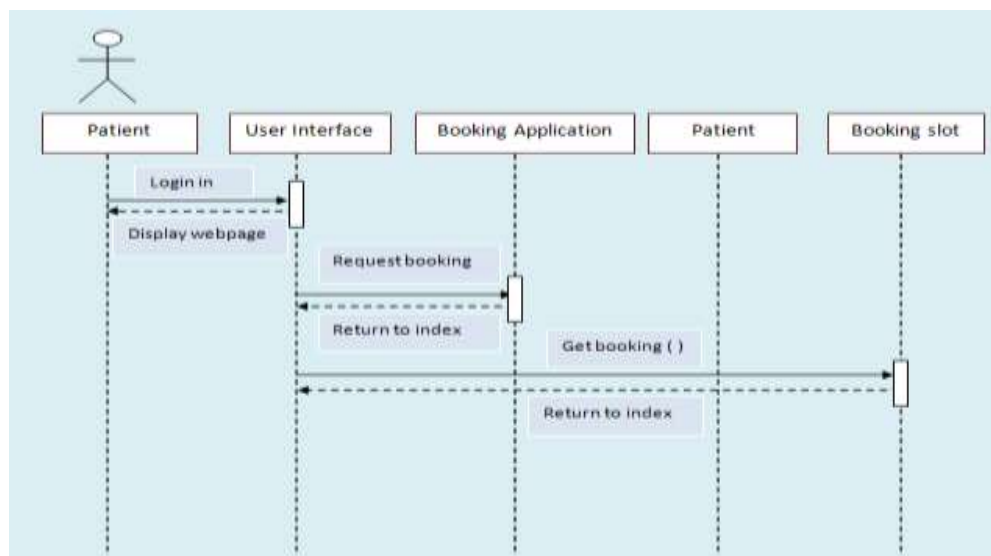 Patient
User Interface
Booking Application
Patient
Booking slot
Login in
Display webpage
Request booking
Return to index
Get booking ( )
Return to index